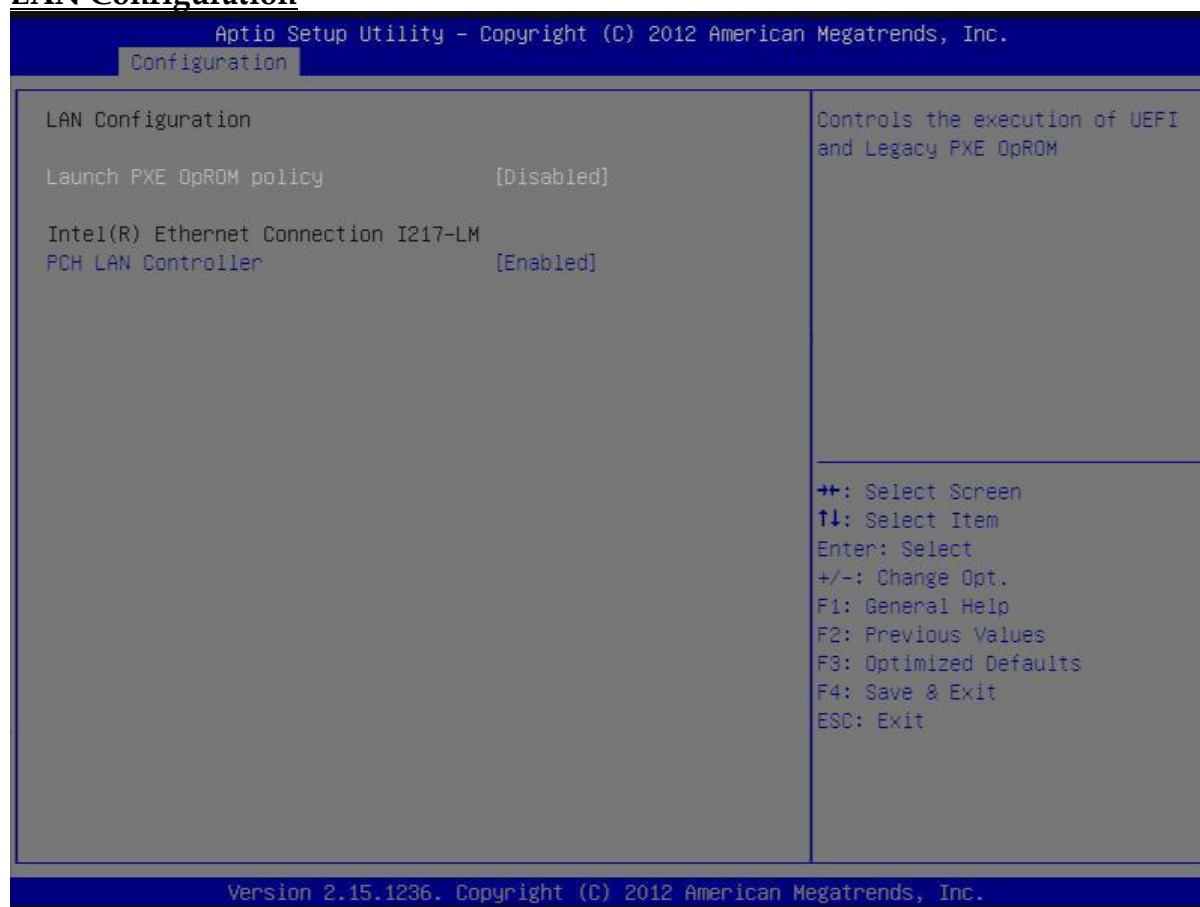 LAN Configuration
Aptio Setup Utility – Copyright (C) 2012 American Megatrends, Inc.
Configuration
LAN Configuration
Launch PXE OpROM policy [Disabled]
Intel(R) Ethernet Connection I217-LM
PCH LAN Controller [Enabled]
Controls the execution of UEFI
and Legacy PXE OpROM
→←: Select Screen
↑↓: Select Item
Enter: Select
+/-: Change Opt.
F1: General Help
F2: Previous Values
F3: Optimized Defaults
F4: Save & Exit
ESC: Exit
Version 2.15.1236. Copyright (C) 2012 American Megatrends, Inc.